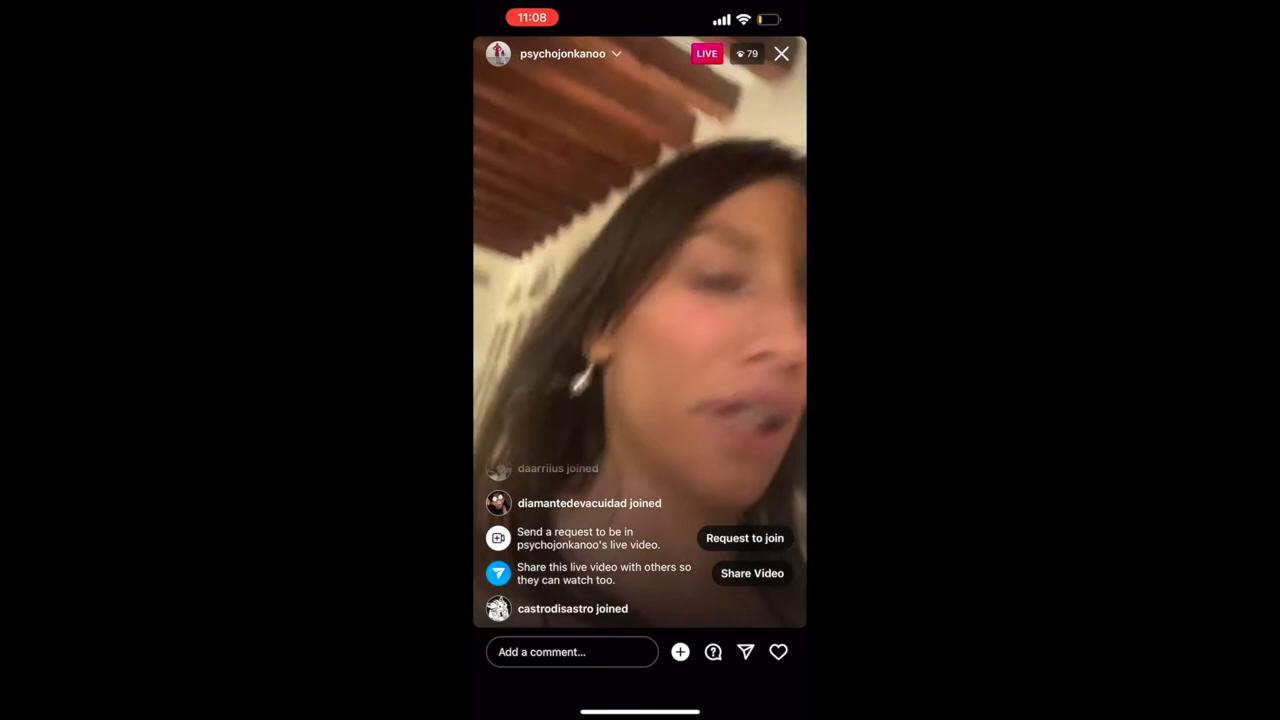 11:08
psychojonkanoo
LIVE
79
daarriius joined
diamantedevacuidad joined
Send a request to be in
psychojonkanoo's live video.
Request to join
Share this live video with others so
they can watch too.
Share Video
castrodisastro joined
Add a comment...